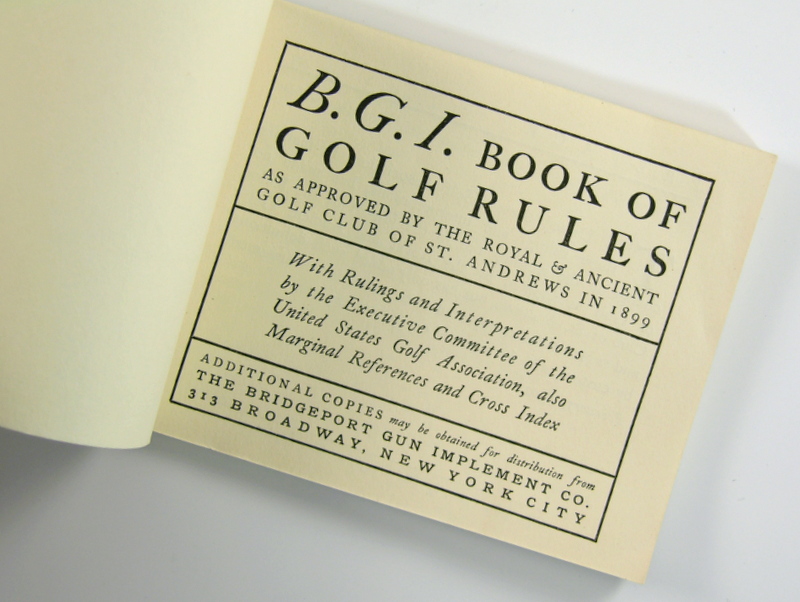 B.G.I. BOOK OF
GOLF RULES
AS APPROVED BY THE ROYAL & ANCIENT
GOLF CLUB OF ST. ANDREWS IN 1899
With Rulings and Interpretations
by the Executive Committee of the
United States Golf Association, also
Marginal References and Cross Index
ADDITIONAL COPIES may be obtained for distribution from
THE BRIDGEPORT GUN IMPLEMENT CO.
313 BROADWAY, NEW YORK CITY